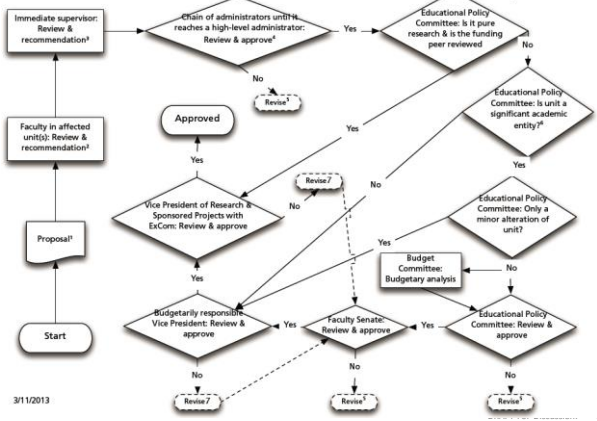 Immediate supervisor:
Review &
recommendation³
Chain of administrators until it
reaches a high-level administrator:
Review & approve⁴
Yes
Educational Policy
Committee: Is it pure
research & is the funding
peer reviewed
No
No
Revise⁵
Educational Policy
Committee: Is unit a
significant academic
entity?⁶
Approved
Faculty in affected
unit(s): Review &
recommendation²
Yes
Yes
Yes
Revise7
No
Vice President of Research &
Sponsored Projects with
ExCom: Review & approve
No
Educational Policy
Committee: Only a
minor alteration of
unit?
Proposal¹
Yes
Budget
Committee:
Budgetary analysis
No
Yes
Start
Budgetarily responsible
Vice President: Review &
approve
Yes
Faculty Senate:
Review & approve
Yes
Educational Policy
Committee: Review &
approve
No
No
No
Revise7
Revise⁵
Revise⁵
3/11/2013